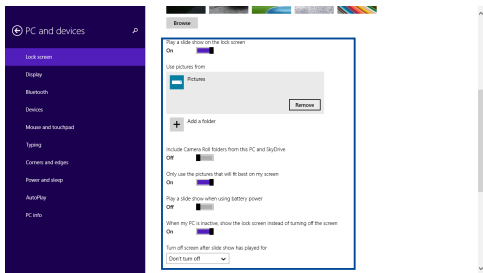 PC and devices
Lock screen
Display
Bluetooth
Devices
Mouse and touchpad
Typing
Corners and edges
Power and sleep
AutoPlay
PC info
Browse
Play a slide show on the lock screen
On
Use pictures from
Pictures
Remove
Add a folder
Include Camera Roll folders from this PC and SkyDrive
Off
Only use the pictures that will fit best on my screen
On
Play a slide show when using battery power
Off
When my PC is inactive, show the lock screen instead of turning off the screen
On
Turn off screen after slide show has played for
Don't turn off